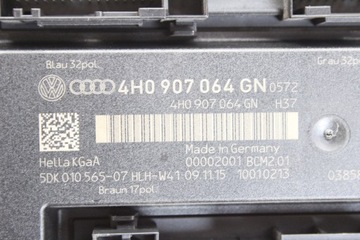 Blau 32pol.
Grau 32pol
4H0 907 064 GN 0572
4H0 907 064 GN H37
Made in Germany
Hella KGaA 00002001 BCM2.01
5DK 010 565-07 HLH-W41 09.11.15 10010213
0385
Braun 17pol.